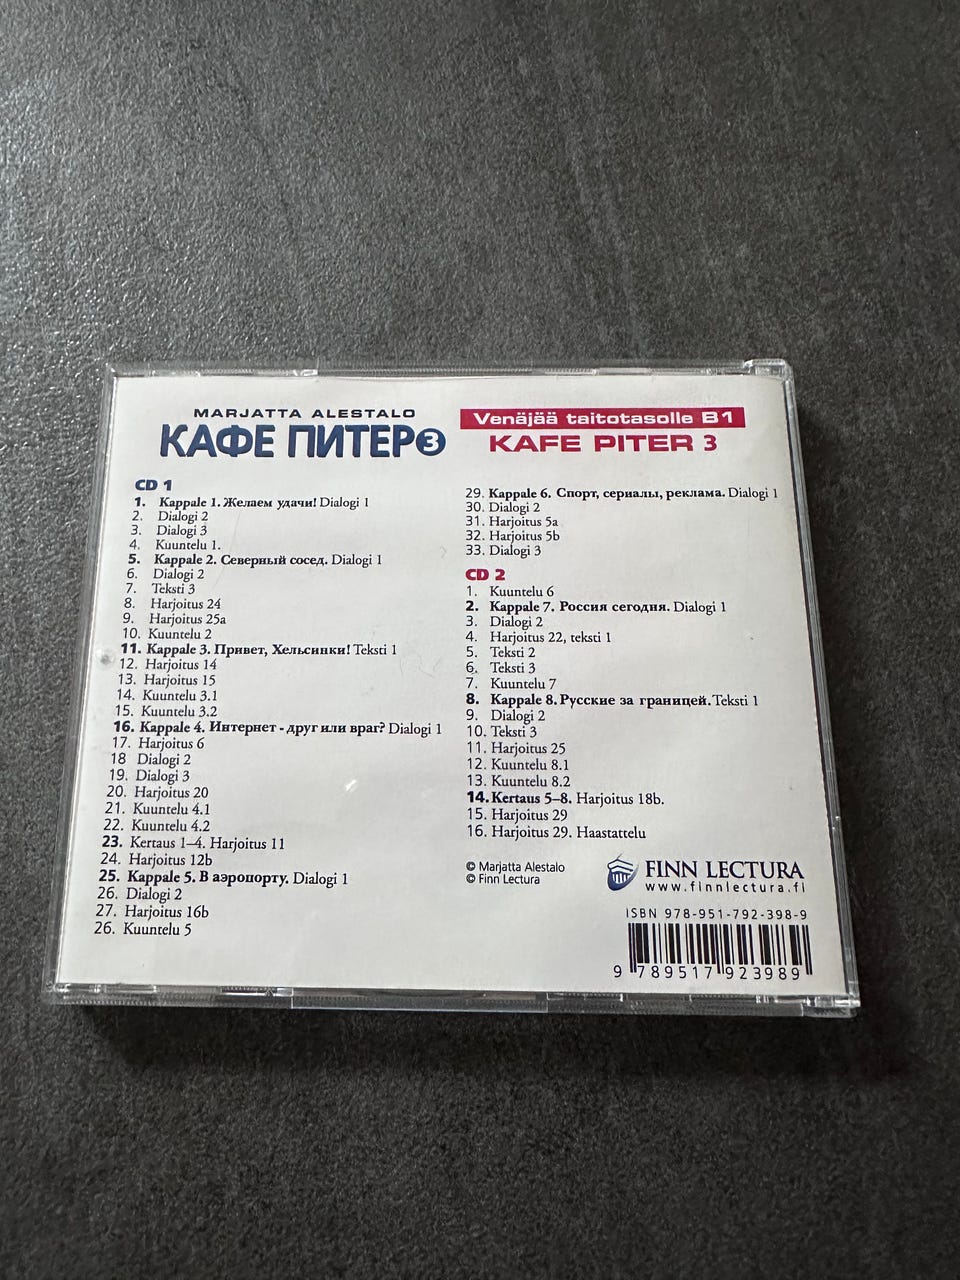 MARJATTA ALESTALO
КАФЕ ПИТЕР 3
Venäjää taitotasolle B1
KAFE PITER 3
CD 1
1. Kappale 1. Желаем удачи! Dialogi 1
2. Dialogi 2
3. Dialogi 3
4. Kuuntelu 1.
5. Kappale 2. Северный сосед. Dialogi 1
6. Dialogi 2
7. Teksti 3
8. Harjoitus 24
9. Harjoitus 25a
10. Kuuntelu 2
11. Kappale 3. Привет, Хельсинки! Teksti 1
12. Harjoitus 14
13. Harjoitus 15
14. Kuuntelu 3.1
15. Kuuntelu 3.2
16. Kappale 4. Интернет - друг или враг? Dialogi 1
17. Harjoitus 6
18 Dialogi 2
19. Dialogi 3
20. Harjoitus 20
21. Kuuntelu 4.1
22. Kuuntelu 4.2
23. Kertaus 1–4. Harjoitus 11
24. Harjoitus 12b
25. Kappale 5. В аэропорту. Dialogi 1
26. Dialogi 2
27. Harjoitus 16b
26. Kuuntelu 5
29. Kappale 6. Спорт, сериалы, реклама. Dialogi 1
30. Dialogi 2
31. Harjoitus 5a
32. Harjoitus 5b
33. Dialogi 3
CD 2
1. Kuuntelu 6
2. Kappale 7. Россия сегодня. Dialogi 1
3. Dialogi 2
4. Harjoitus 22, teksti 1
5. Teksti 2
6. Teksti 3
7. Kuuntelu 7
8. Kappale 8. Русские за границей. Teksti 1
9. Dialogi 2
10. Teksti 3
11. Harjoitus 25
12. Kuuntelu 8.1
13. Kuuntelu 8.2
14. Kertaus 5–8. Harjoitus 18b.
15. Harjoitus 29
16. Harjoitus 29. Haastattelu
© Marjatta Alestalo
© Finn Lectura
FINN LECTURA
www.finnlectura.fi
ISBN 978-951-792-398-9
9 789517 923989